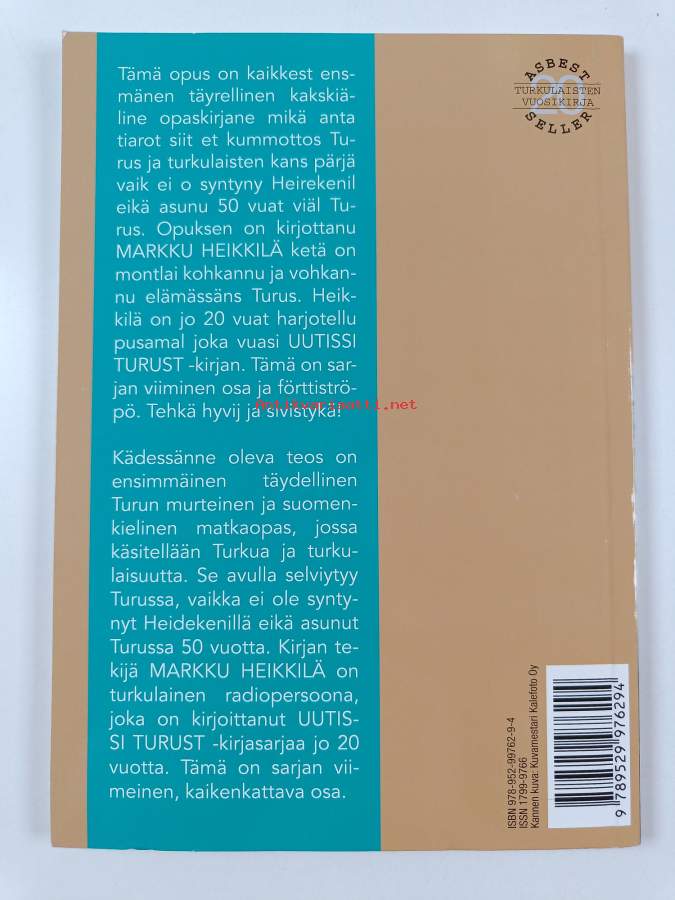 ASBEST
20
TURKULAISTEN
VUOSIKIRJA
SELLER
Tämä opus on kaikkest ens-
mänen täyrellinen kakskiä-
line opaskirjane mikä anta
tiarot siit et kummottos Tu-
rus ja turkulaisten kans pärjä
vaik ei o syntyny Heirekenil
eikä asunu 50 vuat viäl Tu-
rus. Opuksen on kirjottanu
MARKKU HEIKKILÄ ketä on
montlai kohkannu ja vohkan-
nu elämässäns Turus. Heik-
kilä on jo 20 vuat harjotellu
pusamal joka vuasi UUTISSI
TURUST -kirjan. Tämä on sar-
jan viiminen osa ja förttiströ-
pö. Tehkä hyvij ja sivistykä!
Antikvariaatti.net
Kädessänne oleva teos on
ensimmäinen täydellinen
Turun murteinen ja suomen-
kielinen matkaopas, jossa
käsitellään Turkua ja turku-
laisuutta. Se avulla selviytyy
Turussa, vaikka ei ole synty-
nyt Heidekenillä eikä asunut
Turussa 50 vuotta. Kirjan te-
kijä MARKKU HEIKKILÄ on
turkulainen radiopersoona,
joka on kirjoittanut UUTIS-
SI TURUST -kirjasarjaa jo 20
vuotta. Tämä on sarjan vii-
meinen, kaikenkattava osa.
ISBN 978-952-99762-9-4
ISSN 1799-9766
Kannen kuva: Kuvamestari Kalefoto Oy
9 789529 976294